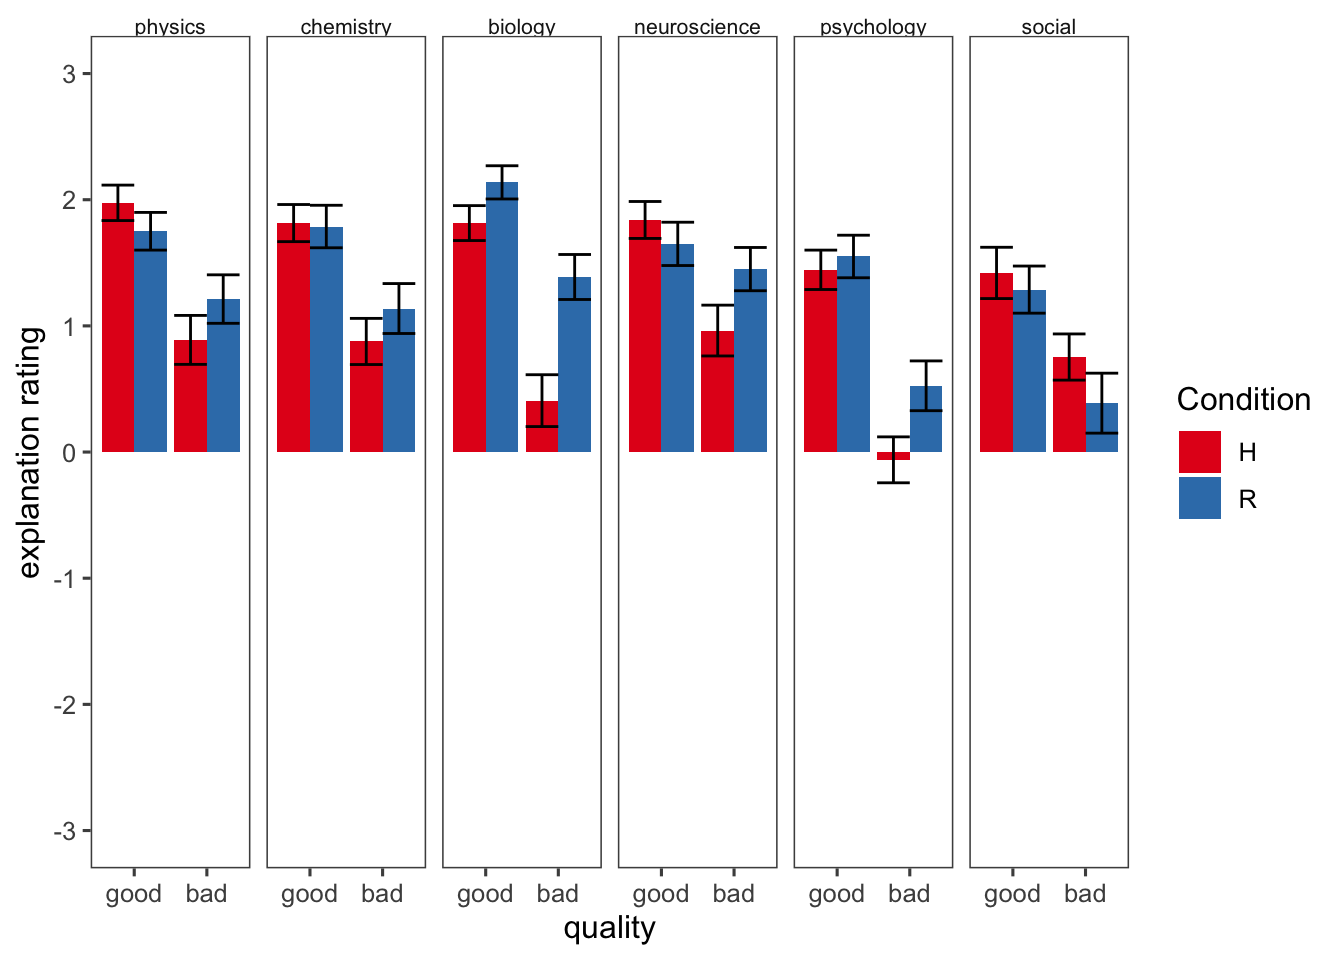 physics chemistry biology neuroscience psychology social
3
2
1
0
-1
-2
-3
explanation rating
good bad good bad good bad good bad good bad good bad
quality
Condition
H
R